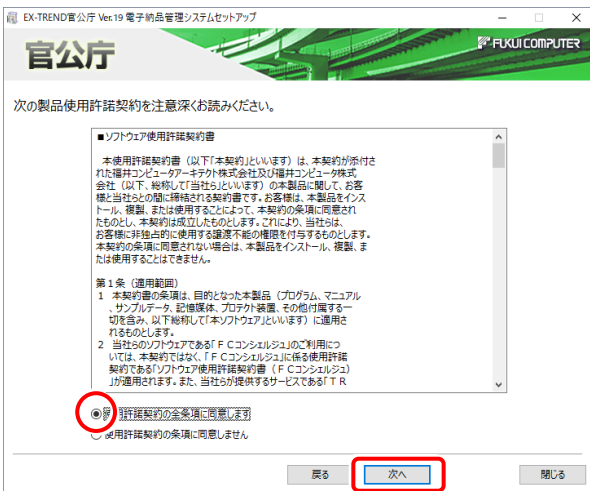 EX-TREND官公庁 Ver.19 電子納品管理システムセットアップ
官公庁
FUKUI COMPUTER
次の製品使用許諾契約を注意深くお読みください。
■ソフトウェア使用許諾契約書
本使用許諾契約書（以下「本契約」といいます）は、本契約が添付さ
れた福井コンピュータアーキテクト株式会社及び福井コンピュータ株式
会社（以下、総称して「当社ら」といいます）の本製品に関して、お客
様と当社らとの間に締結される契約書です。お客様は、本製品をインス
トール、複製、または使用することによって、本契約の条項に同意され
たものとし、本契約は成立したものとします。これにより、当社らは、
お客様に非独占的に使用する譲渡不能の権限を付与するものとします。
本契約の条項に同意されない場合は、本製品をインストール、複製、ま
たは使用することはできません。
第１条（適用範囲）
1 本契約書の条項は、目的となった本製品（プログラム、マニュアル
、サンプルデータ、記憶媒体、プロテクト装置、その他付属する一
切を含み、以下総称して「本ソフトウェア」といいます）に適用さ
れるものとします。
2 当社らのソフトウェアである「ＦＣコンシェルジュ」のご利用につ
いては、本契約ではなく、「ＦＣコンシェルジュ」に係る使用許諾
契約である「ソフトウェア使用許諾契約書（ＦＣコンシェルジュ）
」が適用されます。また、当社らが提供するサービスである「ＴＲ
用許諾契約の全条項に同意します
使用許諾契約の条項に同意しません
戻る 次へ 閉じる